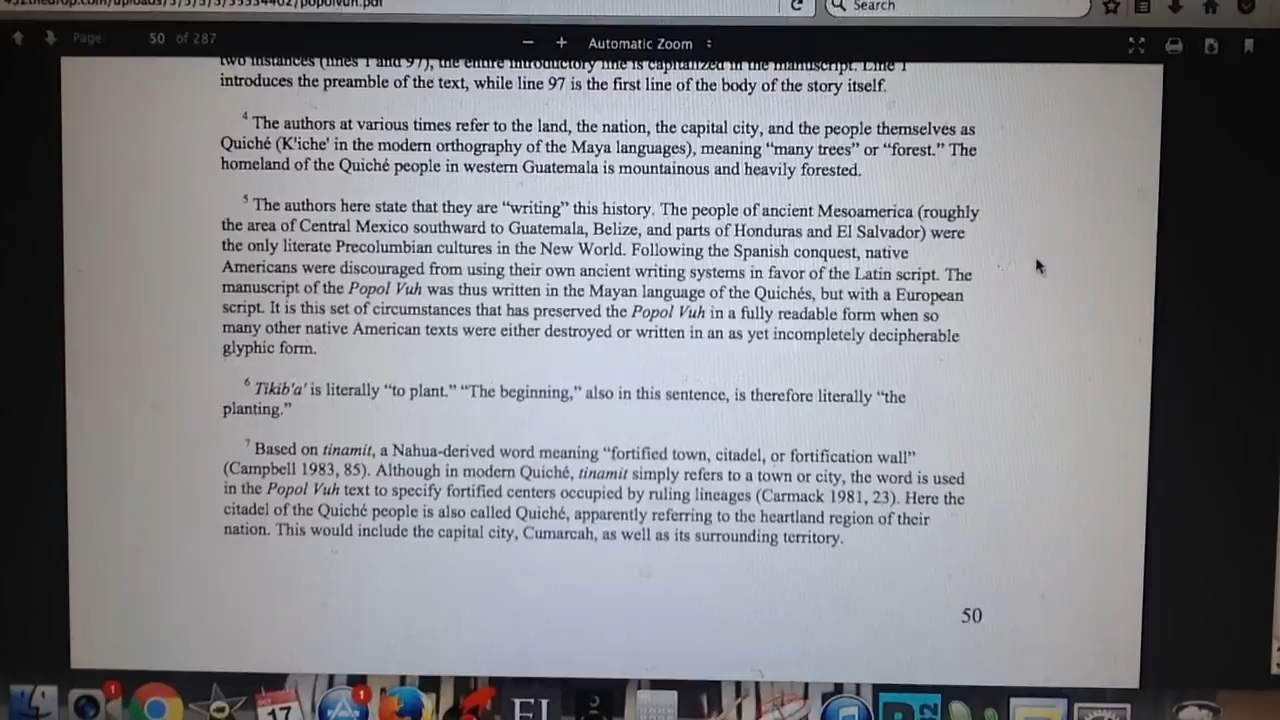 Search
Page: 50 of 287
Automatic Zoom
two instances (lines 1 and 97), the entire introductory line is capitalized in the manuscript. Line 1
introduces the preamble of the text, while line 97 is the first line of the body of the story itself.
4 The authors at various times refer to the land, the nation, the capital city, and the people themselves as
Quiché (K'iche' in the modern orthography of the Maya languages), meaning “many trees” or “forest.” The
homeland of the Quiché people in western Guatemala is mountainous and heavily forested.
5 The authors here state that they are “writing” this history. The people of ancient Mesoamerica (roughly
the area of Central Mexico southward to Guatemala, Belize, and parts of Honduras and El Salvador) were
the only literate Precolumbian cultures in the New World. Following the Spanish conquest, native
Americans were discouraged from using their own ancient writing systems in favor of the Latin script. The
manuscript of the Popol Vuh was thus written in the Mayan language of the Quichés, but with a European
script. It is this set of circumstances that has preserved the Popol Vuh in a fully readable form when so
many other native American texts were either destroyed or written in an as yet incompletely decipherable
glyphic form.
6 Tikib'a' is literally “to plant.” “The beginning,” also in this sentence, is therefore literally “the
planting.”
7 Based on tinamit, a Nahua-derived word meaning “fortified town, citadel, or fortification wall”
(Campbell 1983, 85). Although in modern Quiché, tinamit simply refers to a town or city, the word is used
in the Popol Vuh text to specify fortified centers occupied by ruling lineages (Carmack 1981, 23). Here the
citadel of the Quiché people is also called Quiché, apparently referring to the heartland region of their
nation. This would include the capital city, Cumarcah, as well as its surrounding territory.
50
1
17
1